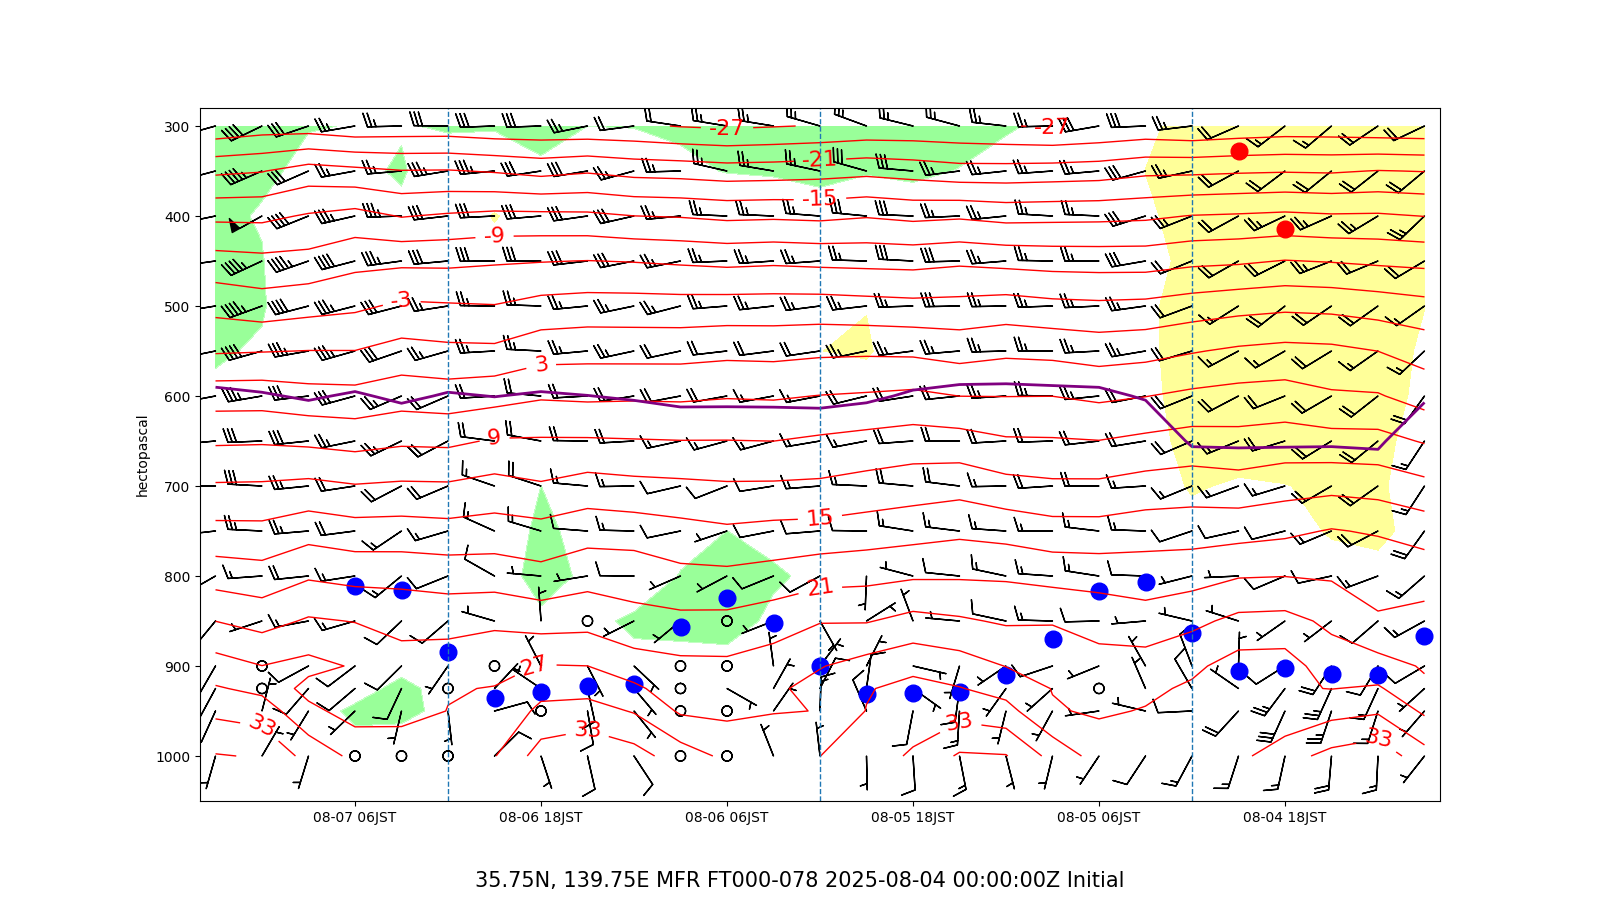 300
400
500
600
700
800
900
1000
hectopascal
-27
-27
-21
-15
-9
-3
3
9
15
21
27
33
33
33
33
08-07 06JST
08-06 18JST
08-06 06JST
08-05 18JST
08-05 06JST
08-04 18JST
35.75N, 139.75E MFR FT000-078 2025-08-04 00:00:00Z Initial